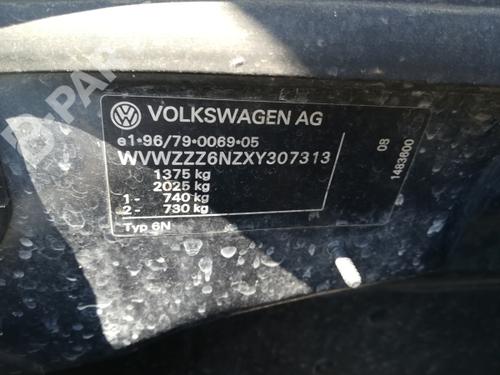 VOLKSWAGEN AG
e1*96/79*0069*05
WVWZZZ6NZXY307313
1375 kg
2025 kg
1- 740 kg
2- 730 kg
Typ 6N
08
1483600